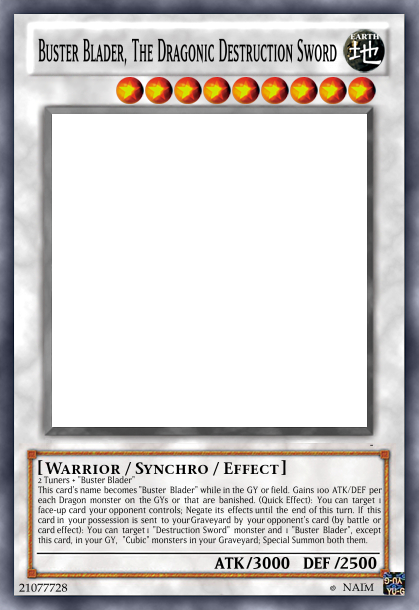 Buster Blader, The Dragonic Destruction Sword
EARTH
地
[Warrior / Synchro / Effect]
2 Tuners + "Buster Blader"
This card's name becomes "Buster Blader" while in the GY or field. Gains 100 ATK/DEF per
each Dragon monster on the GYs or that are banished. (Quick Effect): You can target 1
face-up card your opponent controls; Negate its effects until the end of this turn. If this
card in your possession is sent to your Graveyard by your opponent's card (by battle or
card effect): You can target 1 "Destruction Sword" monster and 1 "Buster Blader", except
this card, in your GY, "Cubic" monsters in your Graveyard; Special Summon both them.
ATK/3000 DEF/2500
21077728
© NAIM
YU-G